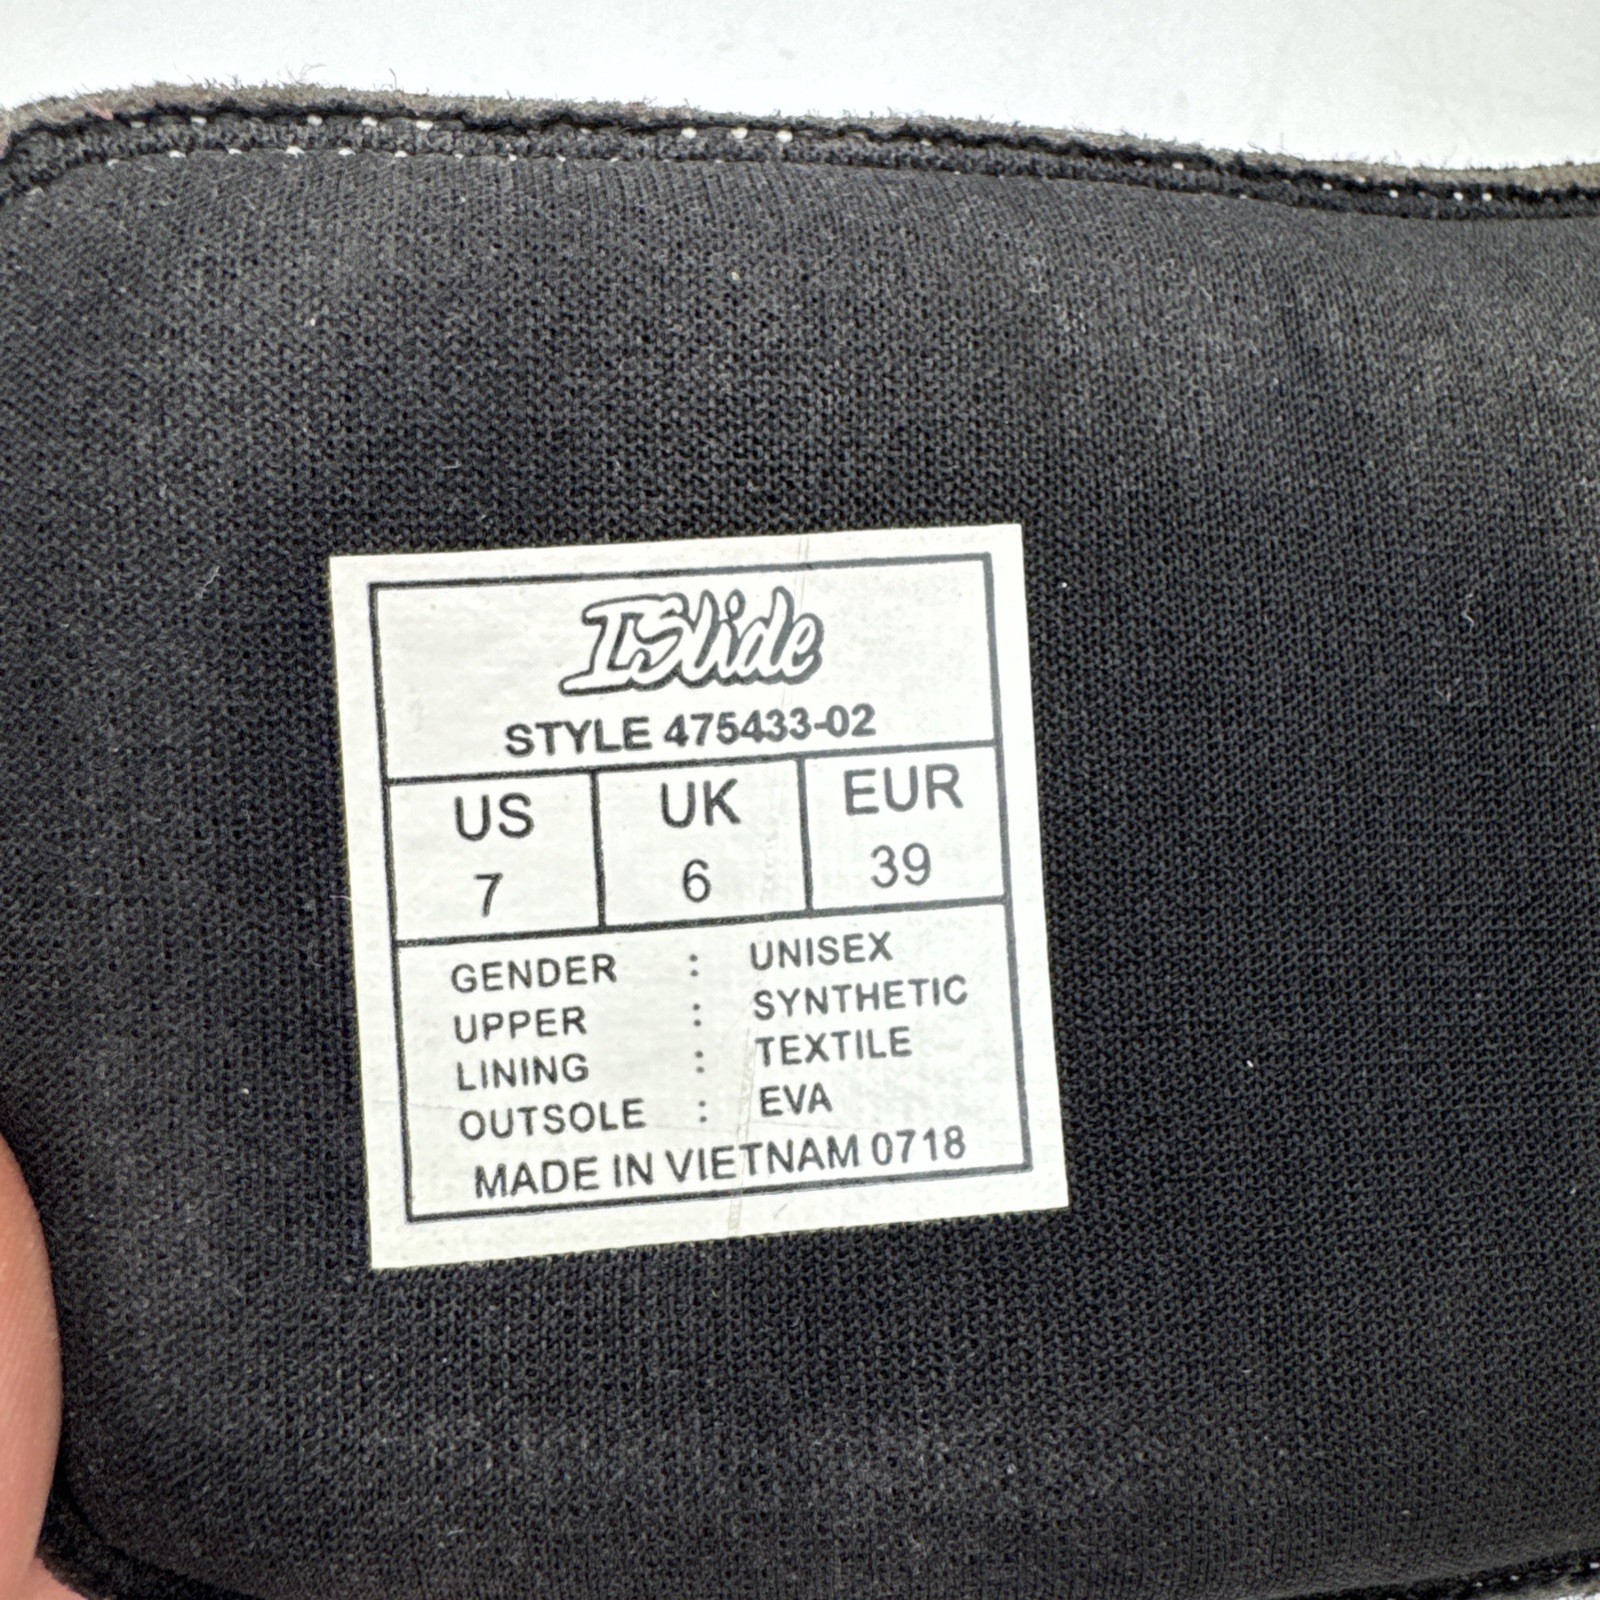 ISlide
STYLE 475433-02
US UK EUR
7 6 39
GENDER : UNISEX
UPPER : SYNTHETIC
LINING : TEXTILE
OUTSOLE : EVA
MADE IN VIETNAM 0718